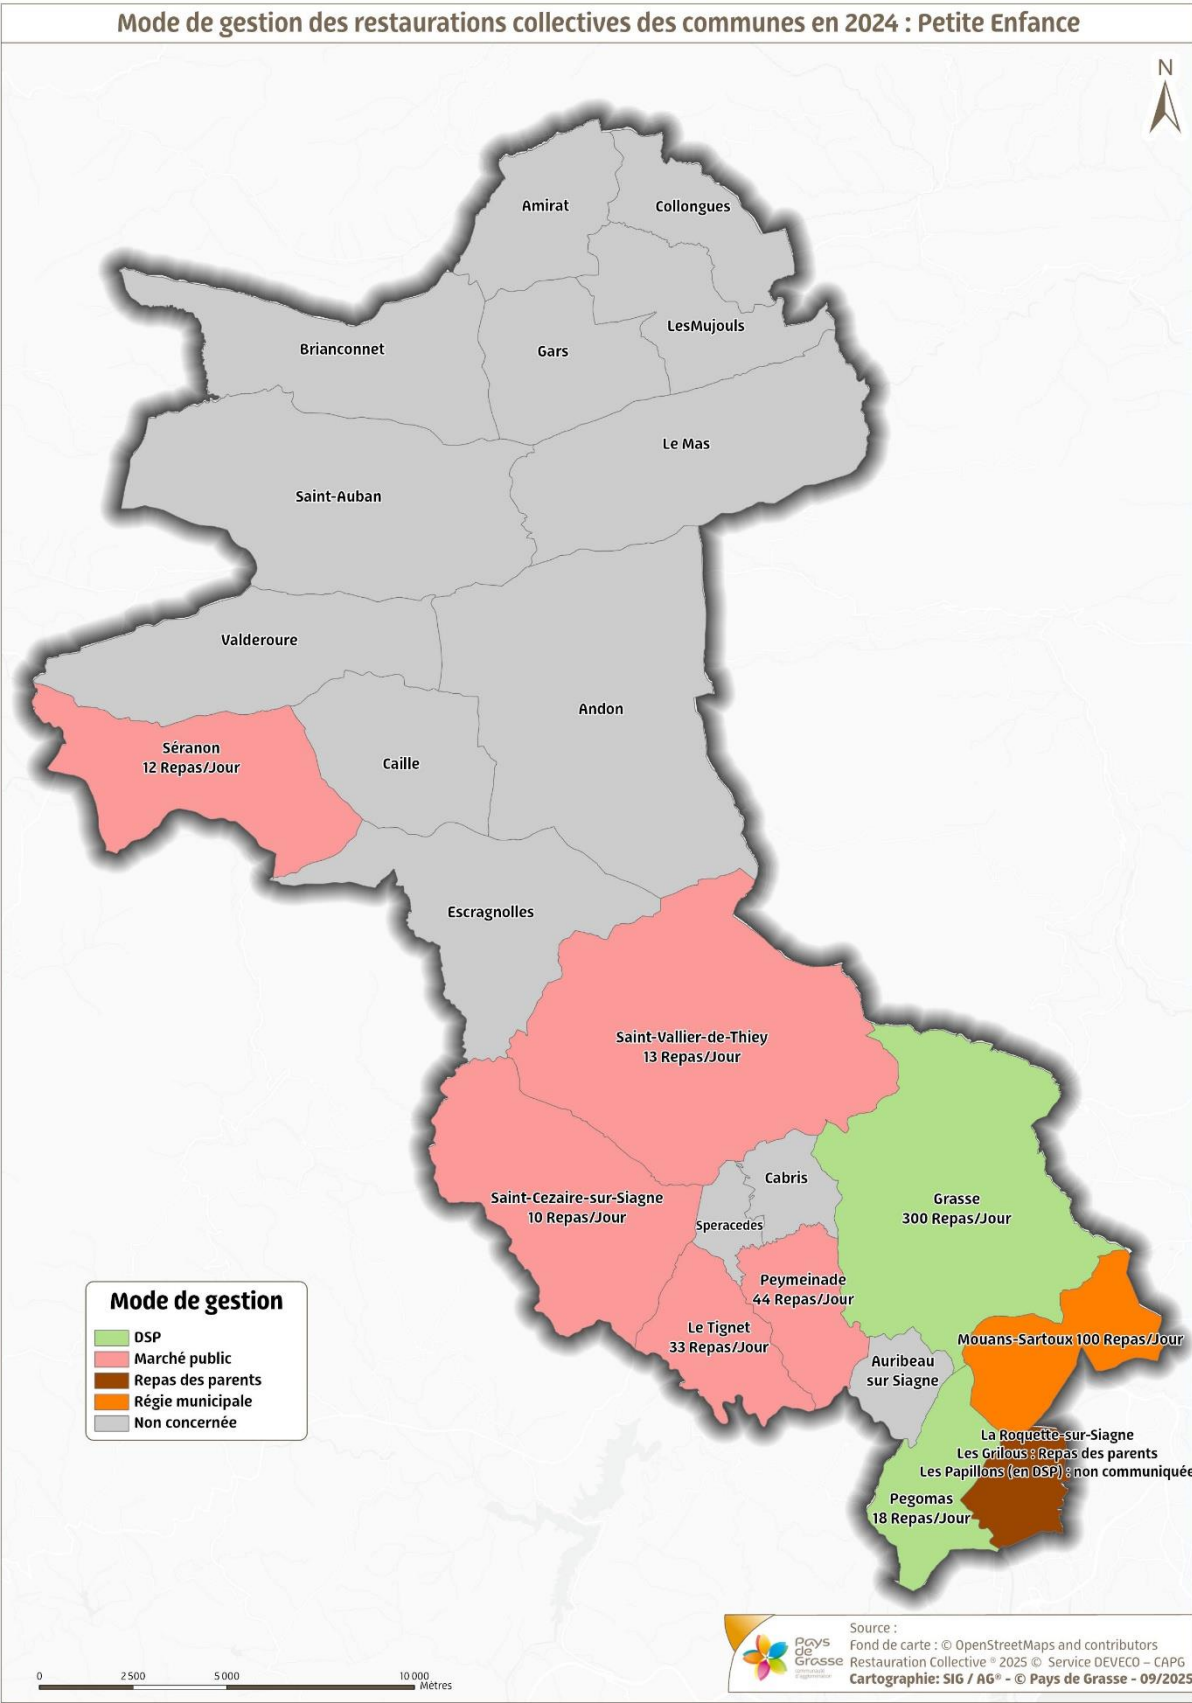 Mode de gestion des restaurations collectives des communes en 2024 : Petite Enfance
N
Amirat
Collongues
Brianconnet
Gars
LesMujouls
Le Mas
Saint-Auban
Valderoure
Andon
Séranon
12 Repas/Jour
Caille
Escragnolles
Saint-Vallier-de-Thiey
13 Repas/Jour
Cabris
Saint-Cezaire-sur-Siagne
10 Repas/Jour
Speracedes
Grasse
300 Repas/Jour
Peymeinade
44 Repas/Jour
Le Tignet
33 Repas/Jour
Mouans-Sartoux 100 Repas/Jour
Auribeau
sur Siagne
La Roquette-sur-Siagne
Les Grilous : Repas des parents
Les Papillons (en DSP) : non communiquée
Pegomas
18 Repas/Jour
Mode de gestion
DSP
Marché public
Repas des parents
Régie municipale
Non concernée
0 2500 5 000 10 000
Mètres
Pays
de
Grasse
communauté
d'agglomération
Source :
Fond de carte : © OpenStreetMaps and contributors
Restauration Collective ® 2025 © Service DEVECO – CAPG
Cartographie: SIG / AG® - © Pays de Grasse - 09/2025